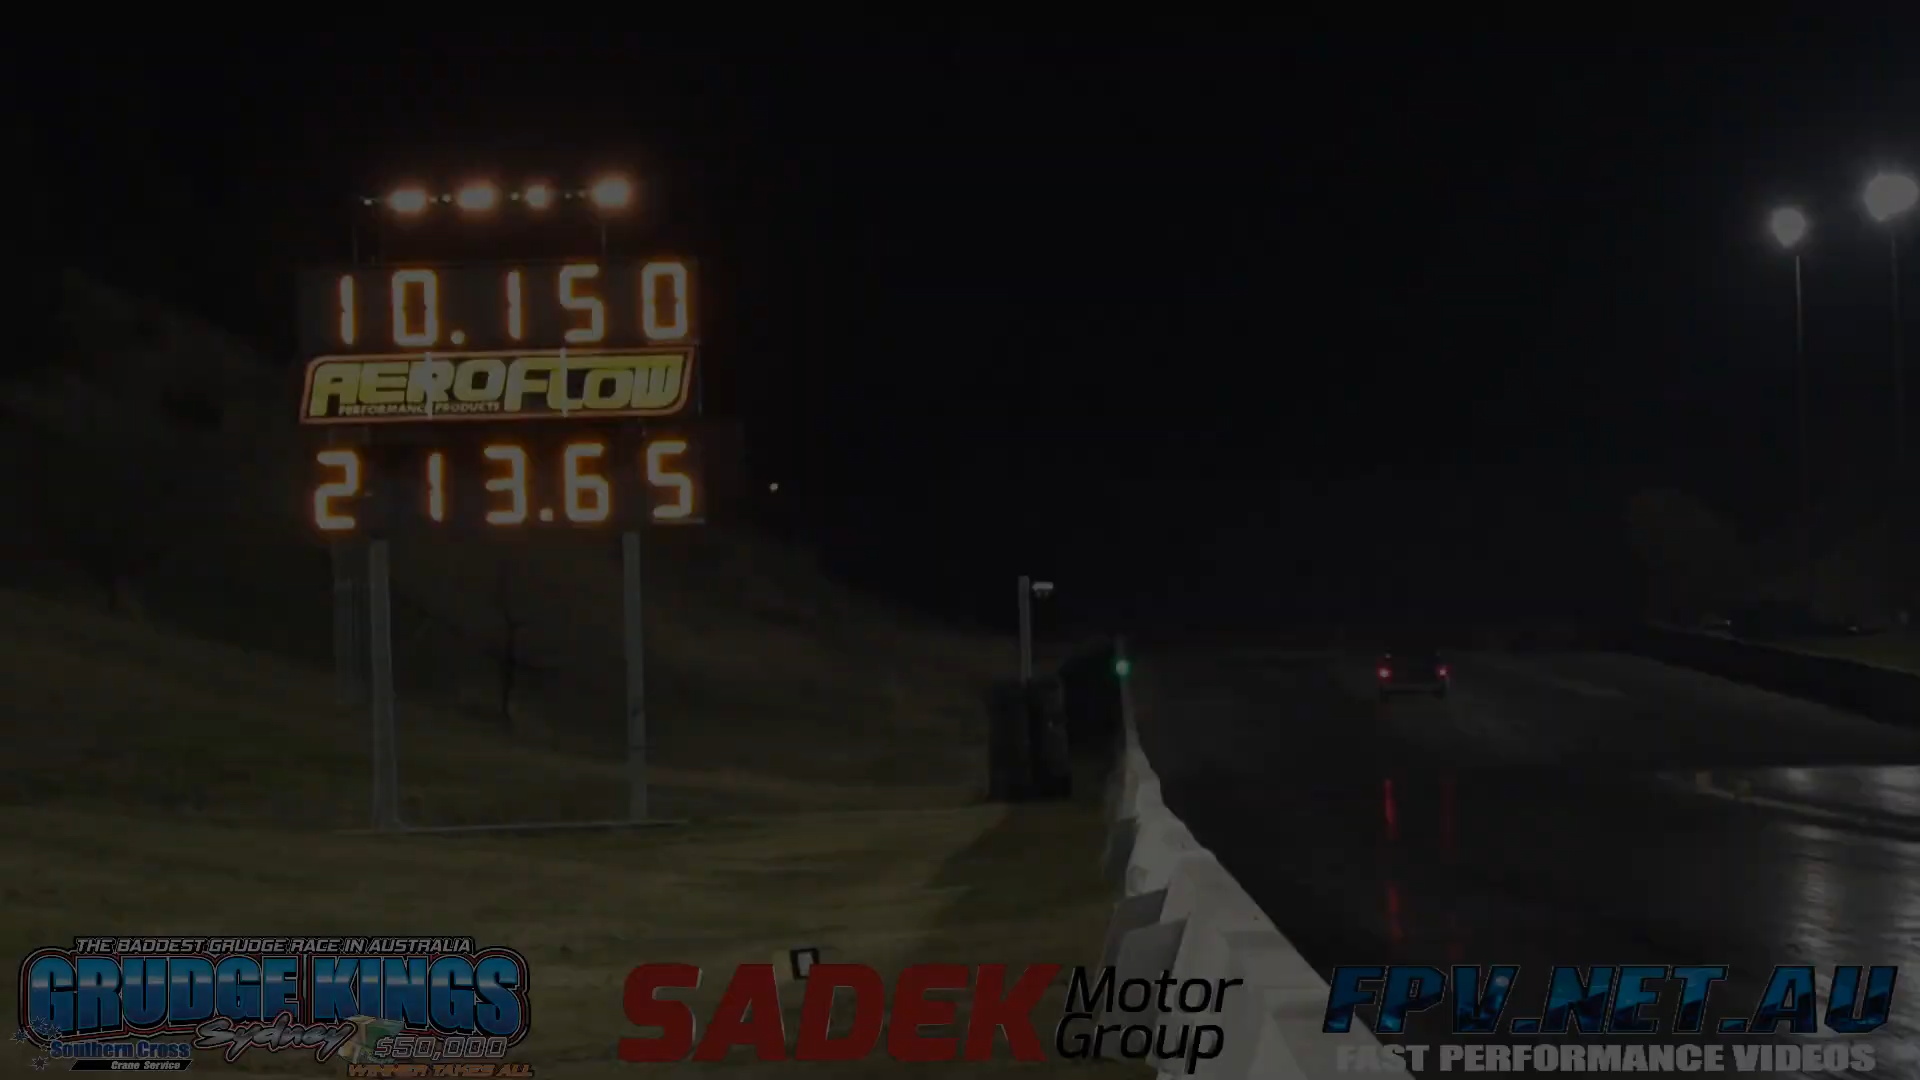 10.150
AEROFLOW
PERFORMANCE PRODUCTS
213.65
THE BADDEST GRUDGE RACE IN AUSTRALIA
GRUDGE KINGS
Sydney
$50,000
WINNER TAKES ALL
Southern Cross
Crane Service
SADEK
Motor
Group
FPV.NET.AU
FAST PERFORMANCE VIDEOS